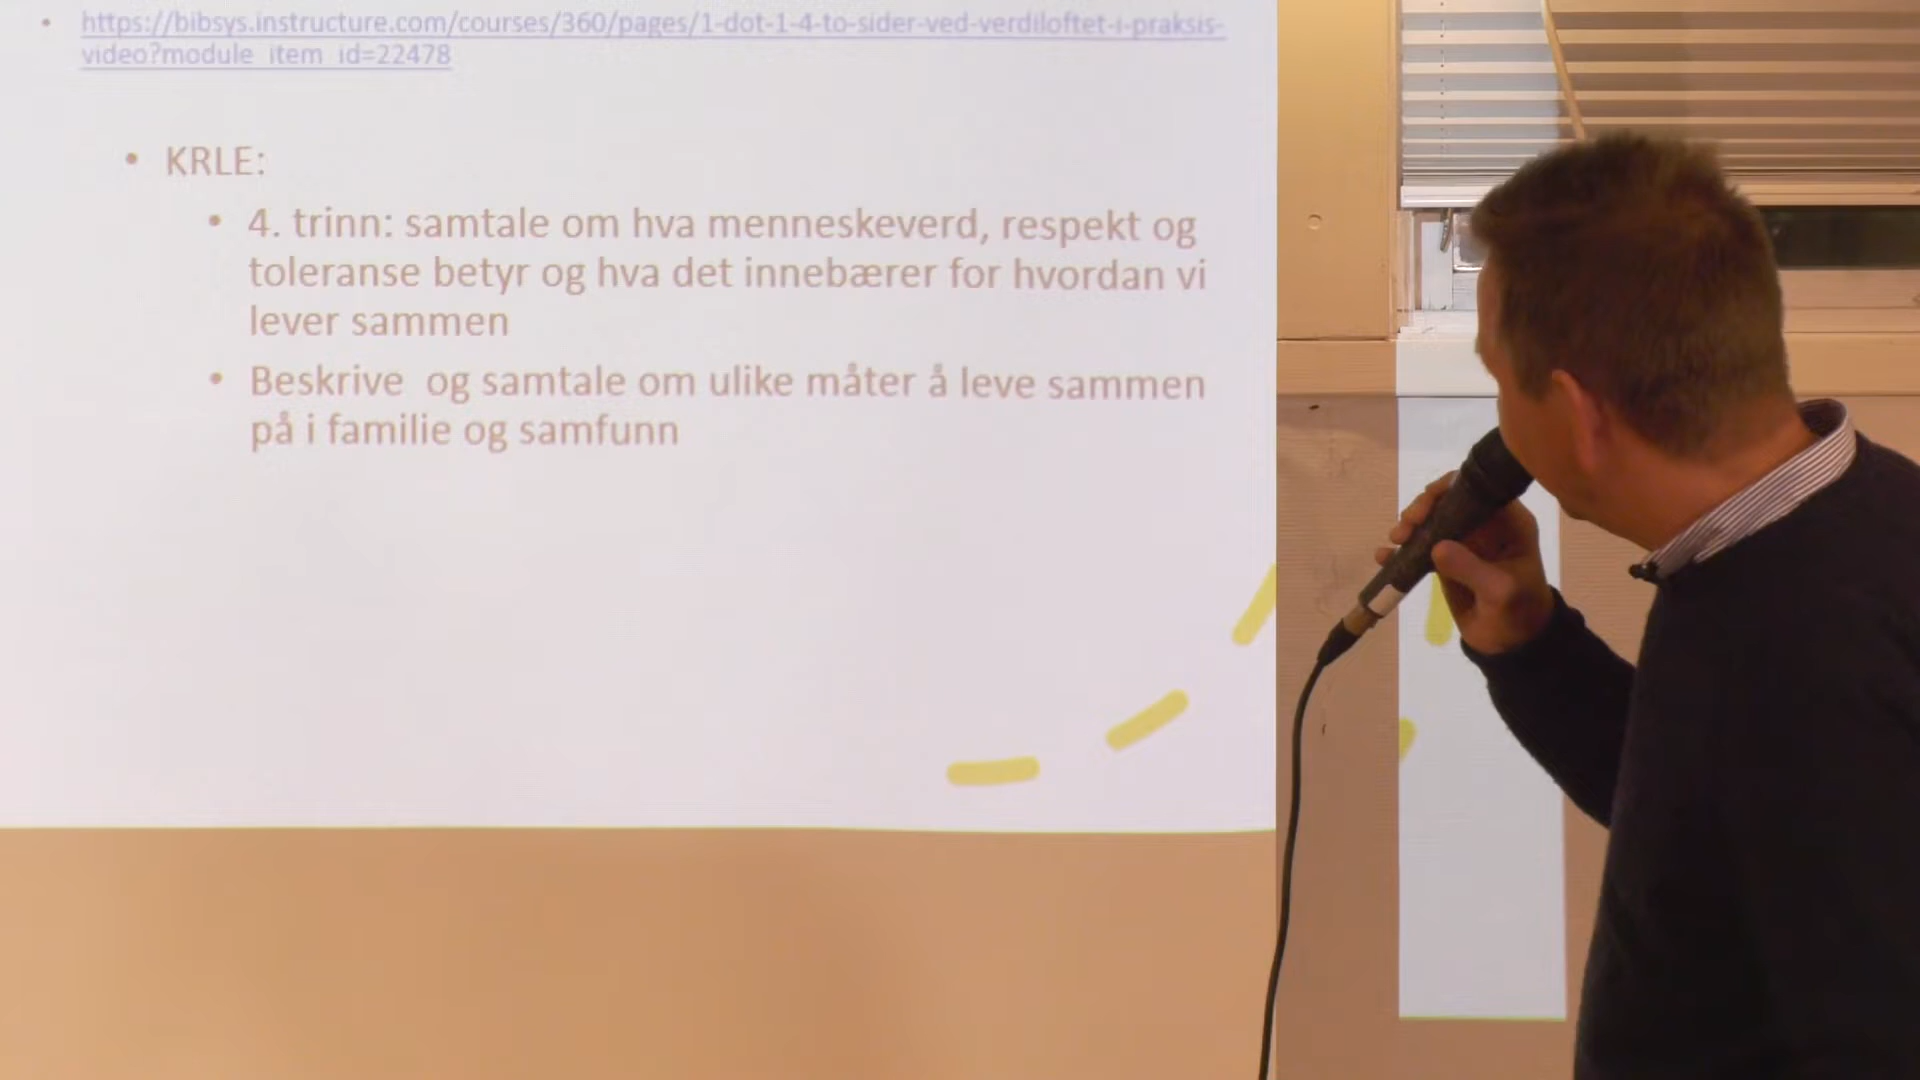 • https://bibsys.instructure.com/courses/360/pages/1-dot-1-4-to-sider-ved-verdiloftet-i-praksis-
video?module_item_id=22478
• KRLE:
• 4. trinn: samtale om hva menneskeverd, respekt og
toleranse betyr og hva det innebærer for hvordan vi
lever sammen
• Beskrive og samtale om ulike måter å leve sammen
på i familie og samfunn